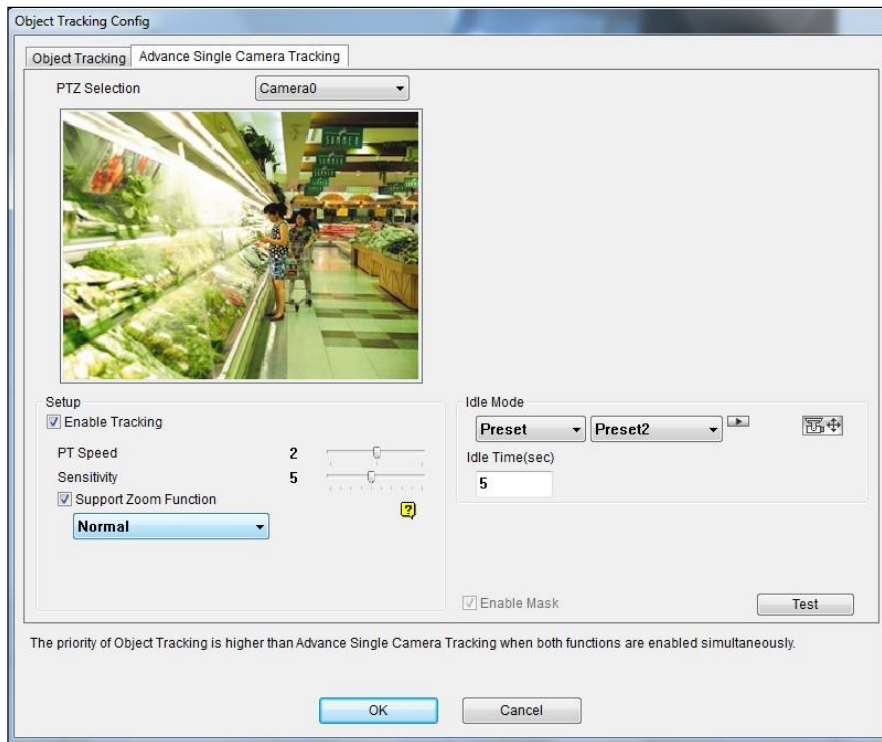 Object Tracking Config
Object Tracking
Advance Single Camera Tracking
PTZ Selection
Camera0
SUMMER
SUMMER
Setup
Enable Tracking
PT Speed 2
Sensitivity 5
Support Zoom Function
?
Normal
Idle Mode
Preset
Preset2
Idle Time(sec)
5
Enable Mask
Test
The priority of Object Tracking is higher than Advance Single Camera Tracking when both functions are enabled simultaneously.
OK
Cancel